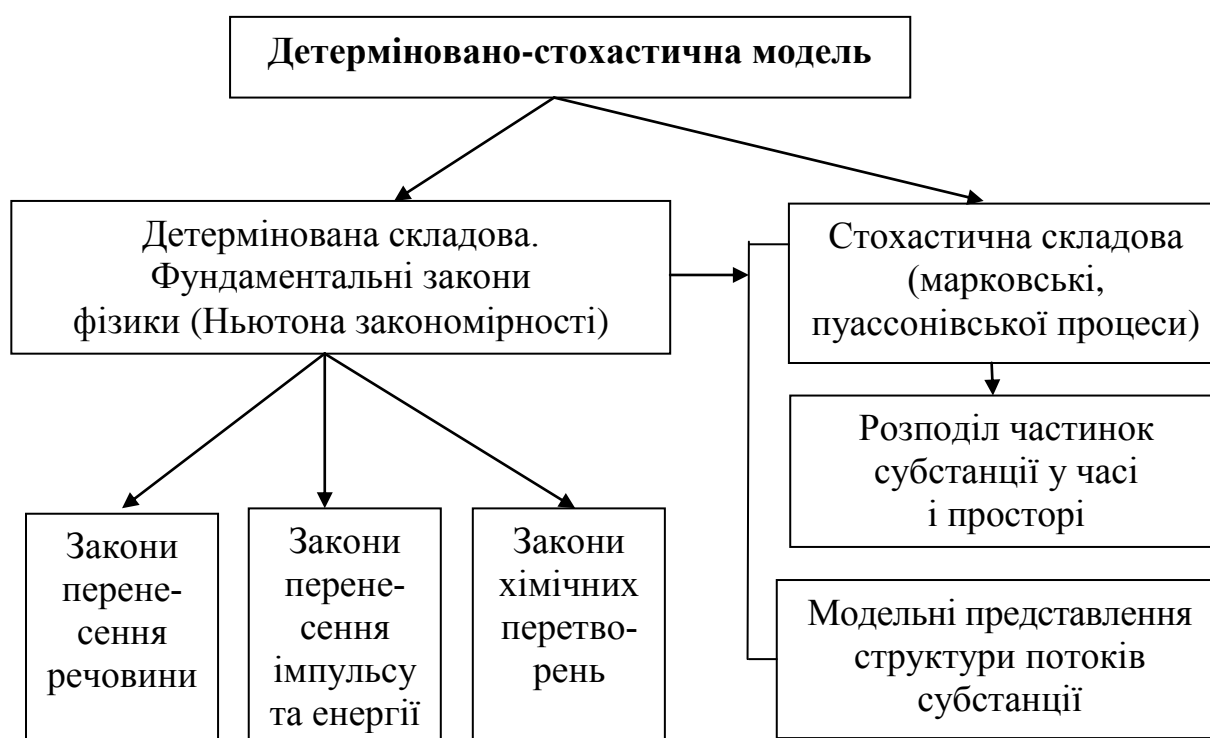 Детерміновано-стохастична модель
Детермінована складова.
Фундаментальні закони
фізики (Ньютона закономірності)
Стохастична складова
(марковські,
пуассонівської процеси)
Розподіл частинок
субстанції у часі
і просторі
Закони
перене-
сення
речовини
Закони
перене-
сення
імпульсу
та енергії
Закони
хімічних
перетво-
рень
Модельні представлення
структури потоків
субстанції